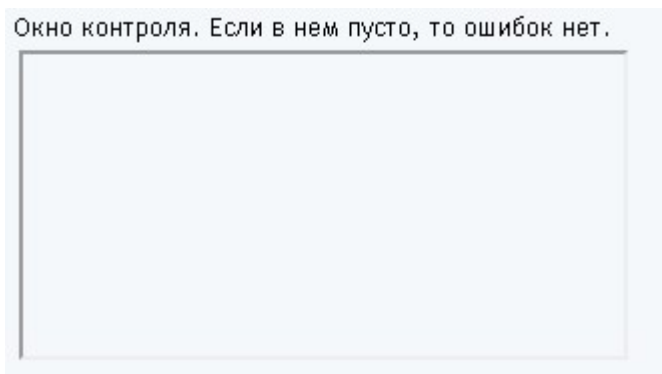 Окно контроля. Если в нем пусто, то ошибок нет.